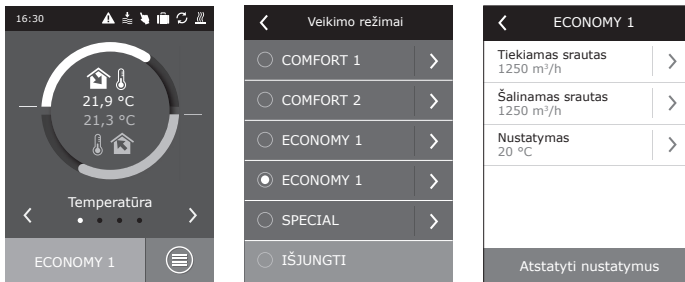 16:30
21,9 °C
21,3 °C
Temperatūra
ECONOMY 1
Veikimo režimai
COMFORT 1
COMFORT 2
ECONOMY 1
ECONOMY 1
SPECIAL
IŠJUNGTI
ECONOMY 1
Tiekiamas srautas
1250 m³/h
Šalinamas srautas
1250 m³/h
Nustatymas
20 °C
Atstatyti nustatymus